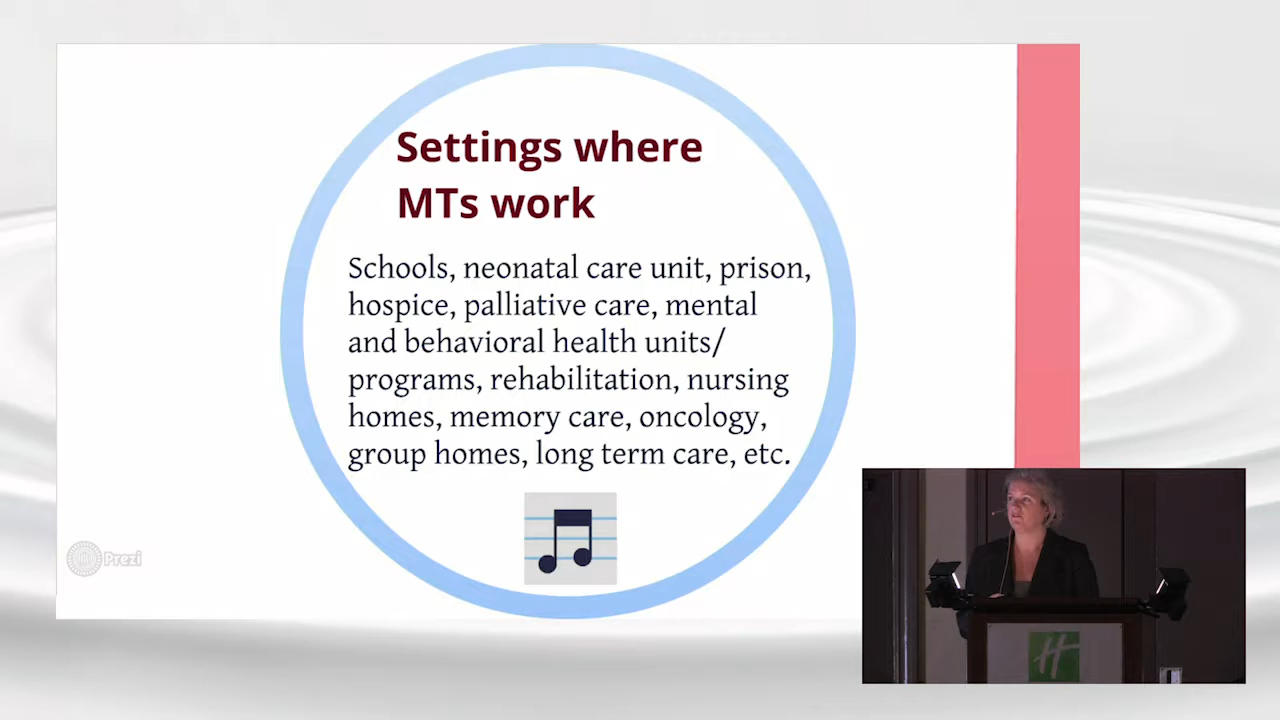 Settings where
MTs work
Schools, neonatal care unit, prison,
hospice, palliative care, mental
and behavioral health units/
programs, rehabilitation, nursing
homes, memory care, oncology,
group homes, long term care, etc.
Prezi
H